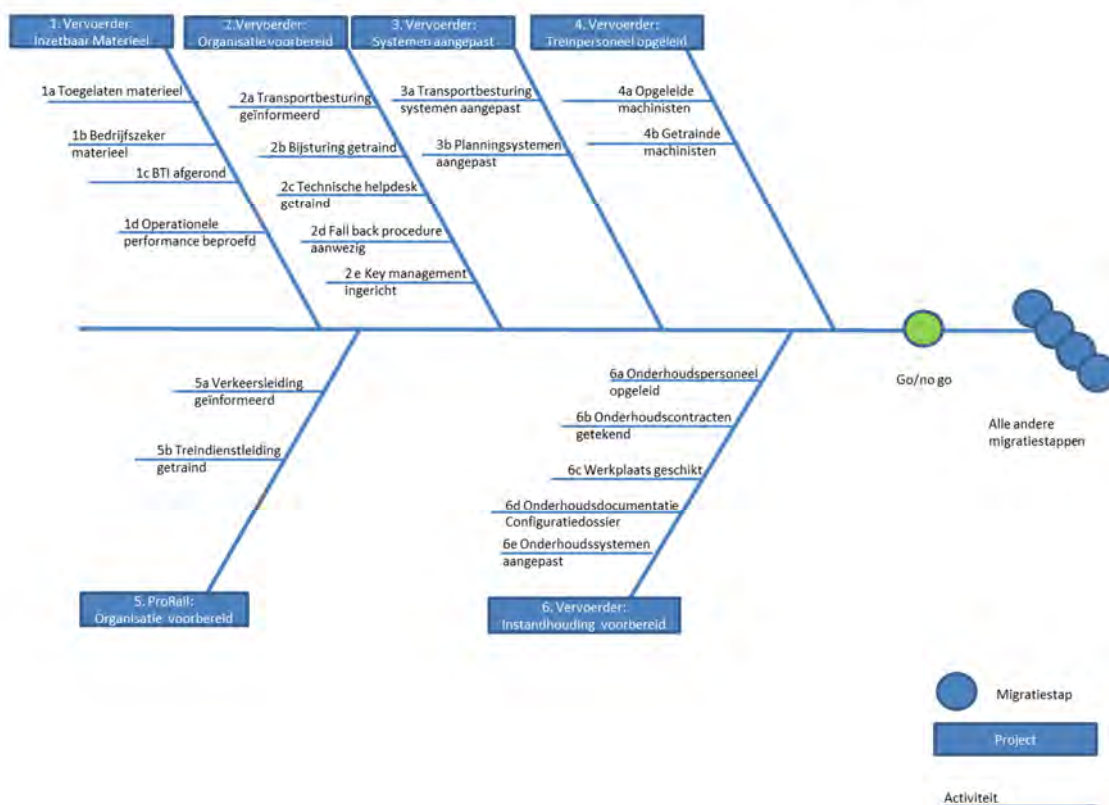 1. Vervoerder:
Inzetbaar Materieel
2.Vervoerder:
Organisatie voorbereid
3. Vervoerder:
Systemen aangepast
4. Vervoerder:
Treinpersoneel opgeleid
1a Toegelaten materieel
1b Bedrijfszeker
materieel
1c BTI afgerond
1d Operationele
performance beproefd
2a Transportbesturing
geïnformeerd
2b Bijsturing getraind
2c Technische helpdesk
getraind
2d Fall back procedure
aanwezig
2 e Key management
ingericht
3a Transportbesturing
systemen aangepast
3b Planningsystemen
aangepast
4a Opgeleide
machinisten
4b Getrainde
machinisten
Go/no go
Alle andere
migratiestappen
5a Verkeersleiding
geïnformeerd
5b Treindienstleiding
getraind
6a Onderhoudspersoneel
opgeleid
6b Onderhoudscontracten
getekend
6c Werkplaats geschikt
6d Onderhoudsdocumentatie
Configuratiedossier
6e Onderhoudssystemen
aangepast
5. ProRail:
Organisatie voorbereid
6. Vervoerder:
Instandhouding voorbereid
Migratiestap
Project
Activiteit